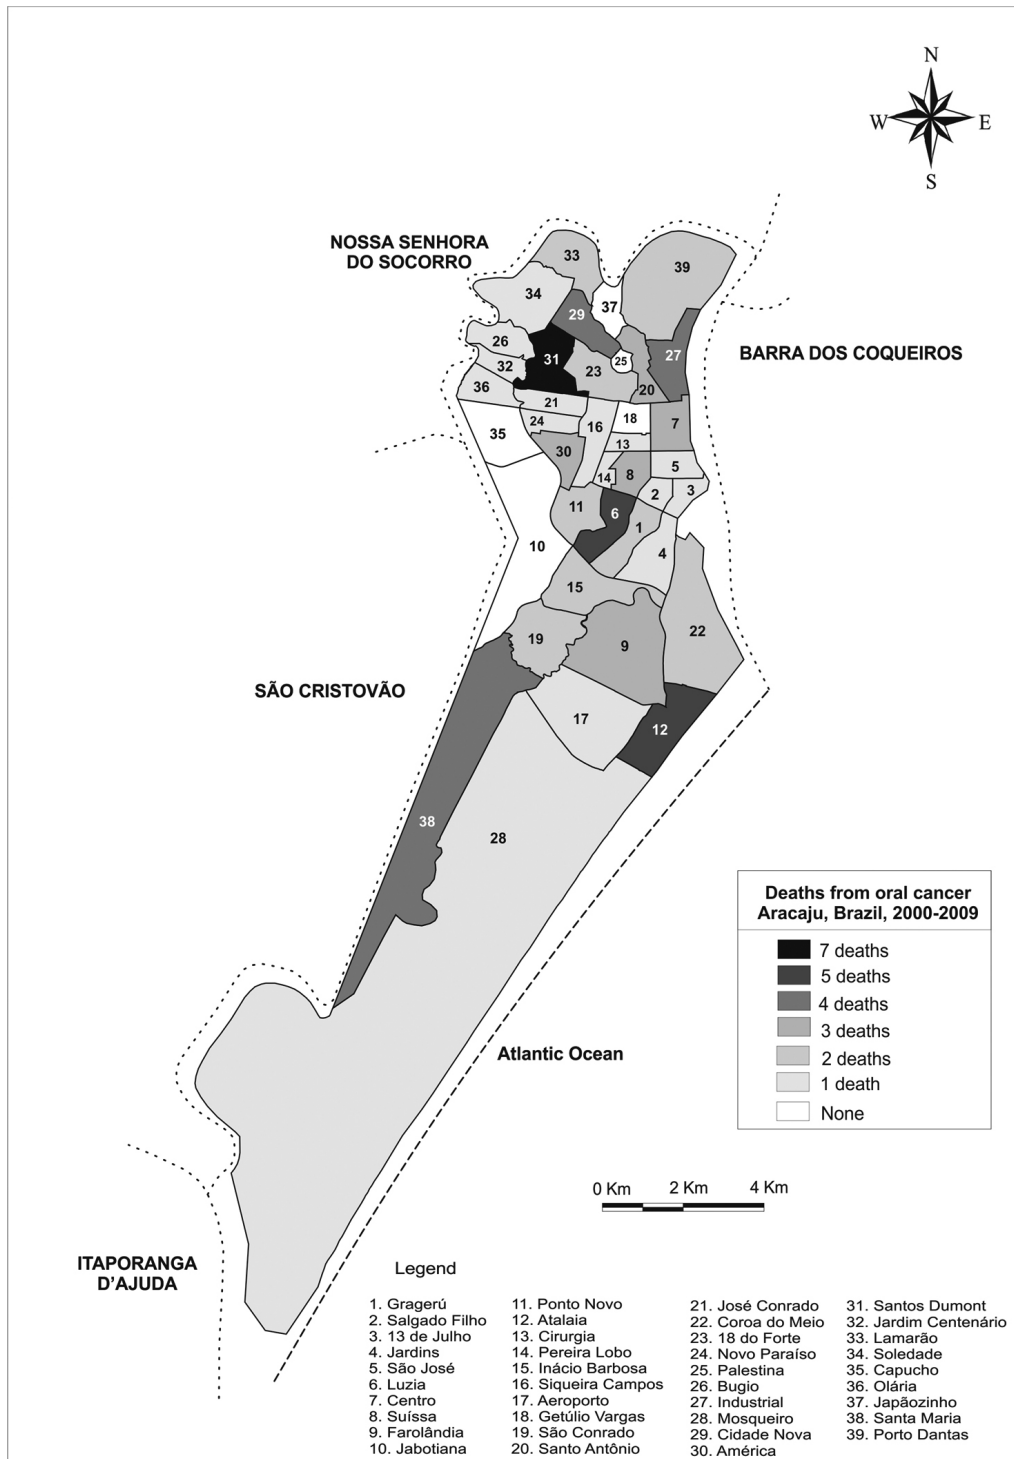 N
W E
S
NOSSA SENHORA
DO SOCORRO
33
39
34
37
29
26
31
27
BARRA DOS COQUEIROS
25
32
23
36
20
21
18
24
16
7
35
13
30
5
8
14
2
3
11
6
1
10
4
15
22
19
9
SÃO CRISTOVÃO
17
12
38
28
Deaths from oral cancer
Aracaju, Brazil, 2000-2009
7 deaths
5 deaths
4 deaths
3 deaths
2 deaths
1 death
None
Atlantic Ocean
0 Km 2 Km 4 Km
ITAPORANGA
D'AJUDA
Legend
1. Gragerú
2. Salgado Filho
3. 13 de Julho
4. Jardins
5. São José
6. Luzia
7. Centro
8. Suíssa
9. Farolândia
10. Jabotiana
11. Ponto Novo
12. Atalaia
13. Cirurgia
14. Pereira Lobo
15. Inácio Barbosa
16. Siqueira Campos
17. Aeroporto
18. Getúlio Vargas
19. São Conrado
20. Santo Antônio
21. José Conrado
22. Coroa do Meio
23. 18 do Forte
24. Novo Paraíso
25. Palestina
26. Bugio
27. Industrial
28. Mosqueiro
29. Cidade Nova
30. América
31. Santos Dumont
32. Jardim Centenário
33. Lamarão
34. Soledade
35. Capucho
36. Olária
37. Japãozinho
38. Santa Maria
39. Porto Dantas